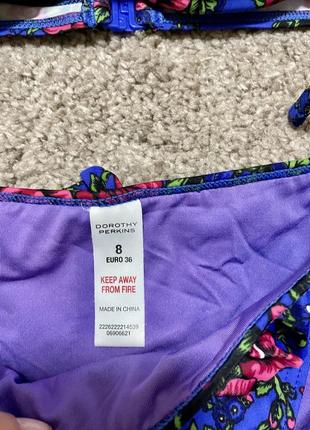 DOROTHY
PERKINS
8
EURO 36
KEEP AWAY
FROM FIRE
MADE IN CHINA
2226222214539
06906621